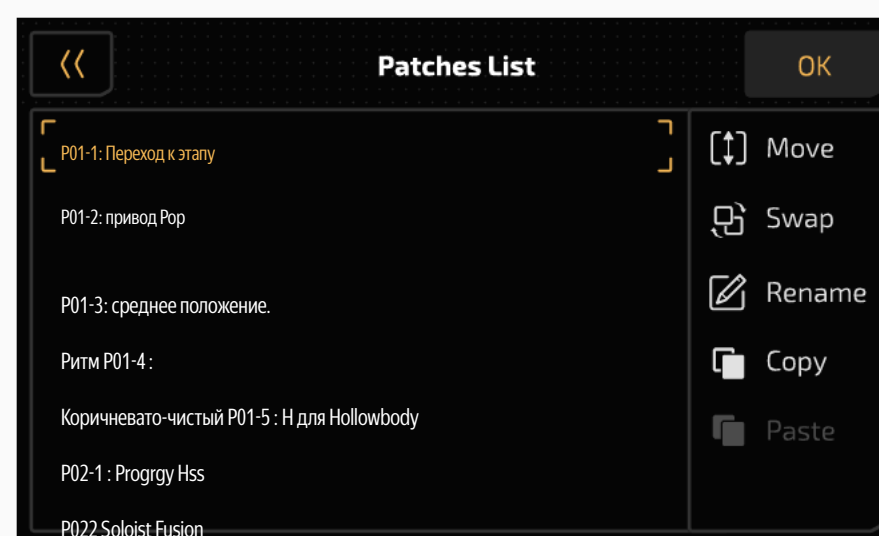 Patches List
OK
P01-1: Переход к этапу
P01-2: привод Pop
P01-3: среднее положение.
Ритм P01-4 :
Коричневато-чистый P01-5 : H для Hollowbody
P02-1 : Progrgy Hss
P022 Soloist Fusion
Move
Swap
Rename
Copy
Paste